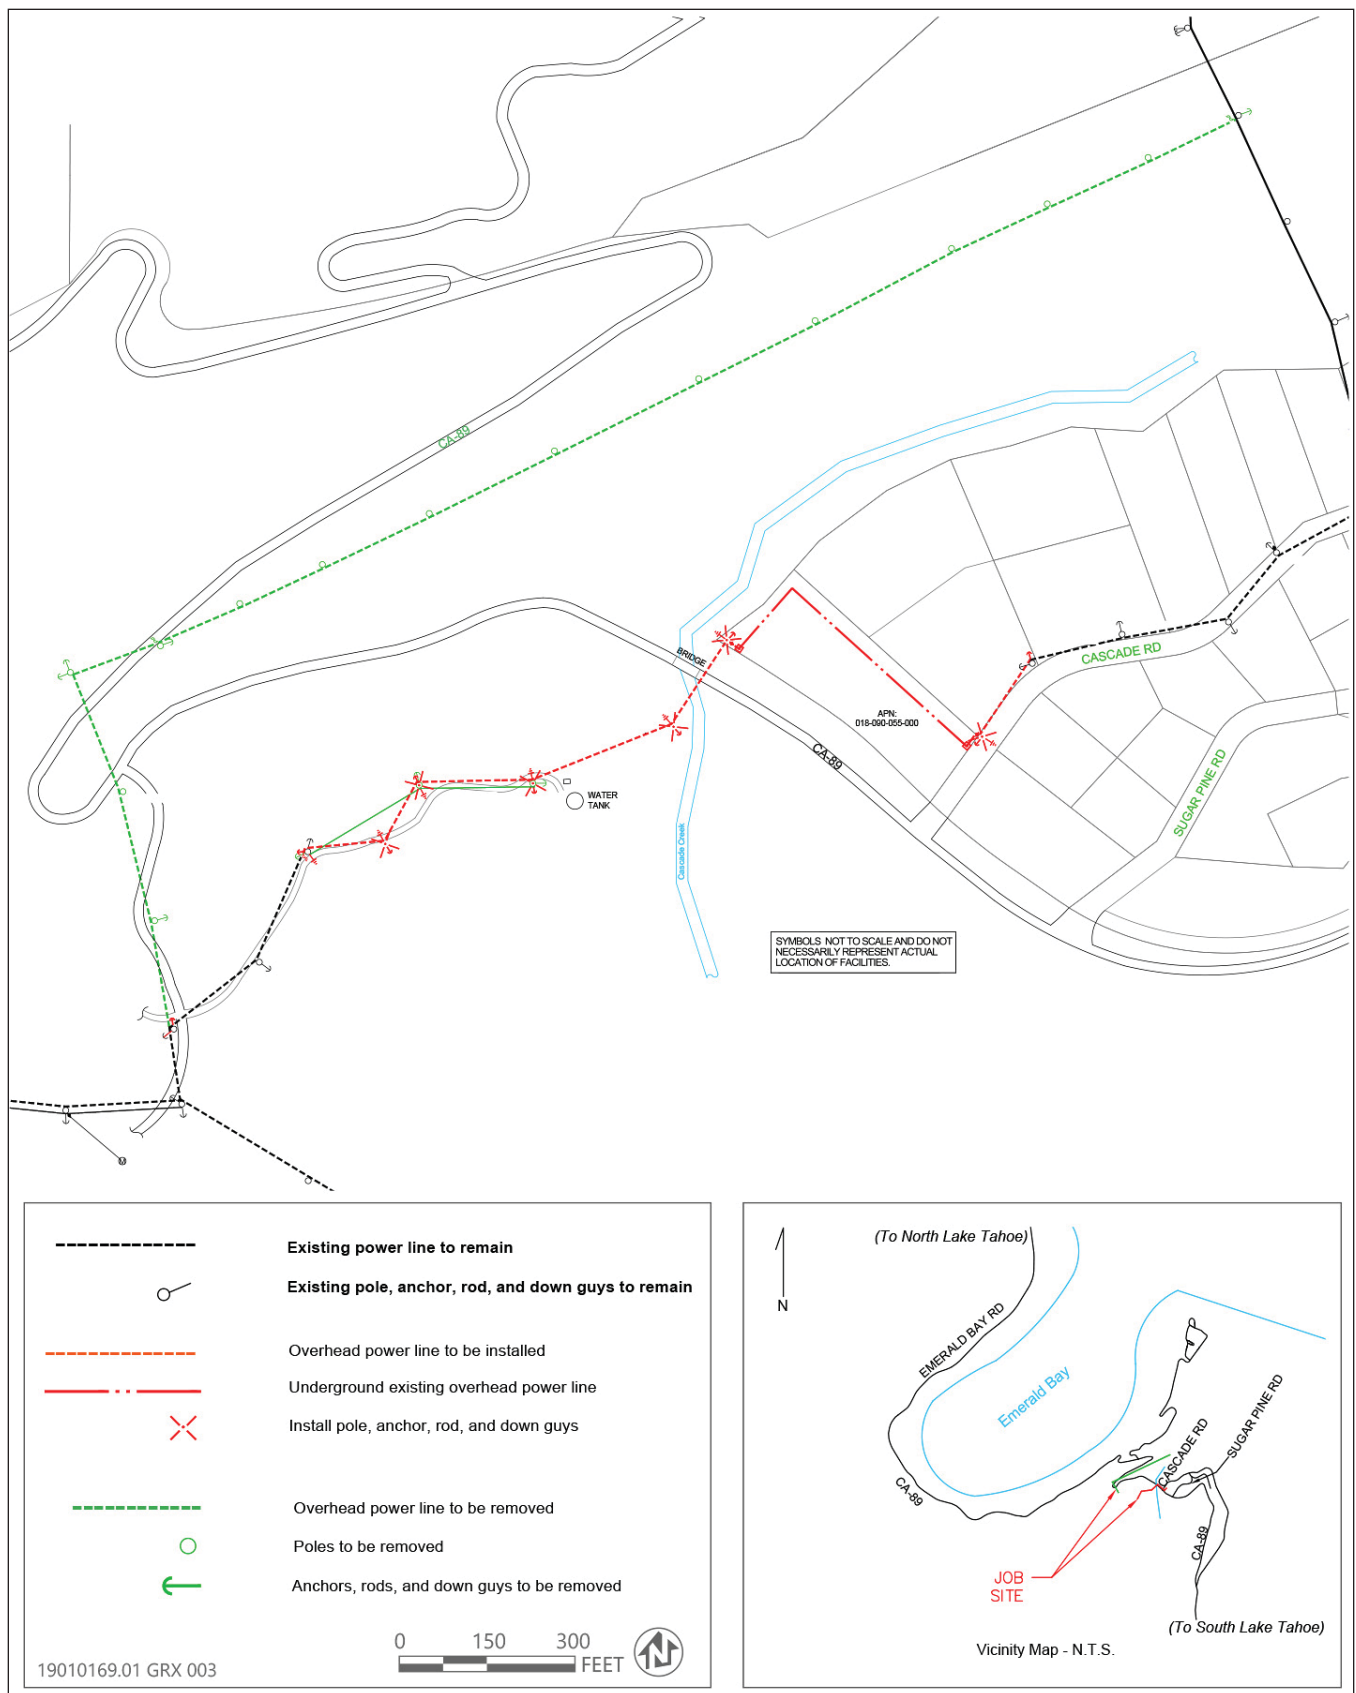 CA-89
BRIDGE
CASCADE RD
APN:
018-090-055-000
CA-89
SUGAR PINE RD
WATER
TANK
Cascade Creek
SYMBOLS NOT TO SCALE AND DO NOT
NECESSARILY REPRESENT ACTUAL
LOCATION OF FACILITIES.
Existing power line to remain
Existing pole, anchor, rod, and down guys to remain
Overhead power line to be installed
Underground existing overhead power line
Install pole, anchor, rod, and down guys
Overhead power line to be removed
Poles to be removed
Anchors, rods, and down guys to be removed
0 150 300
FEET
19010169.01 GRX 003
(To North Lake Tahoe)
N
EMERALD BAY RD
Emerald Bay
SUGAR PINE RD
CASCADE RD
CA-89
CA-89
JOB
SITE
(To South Lake Tahoe)
Vicinity Map - N.T.S.